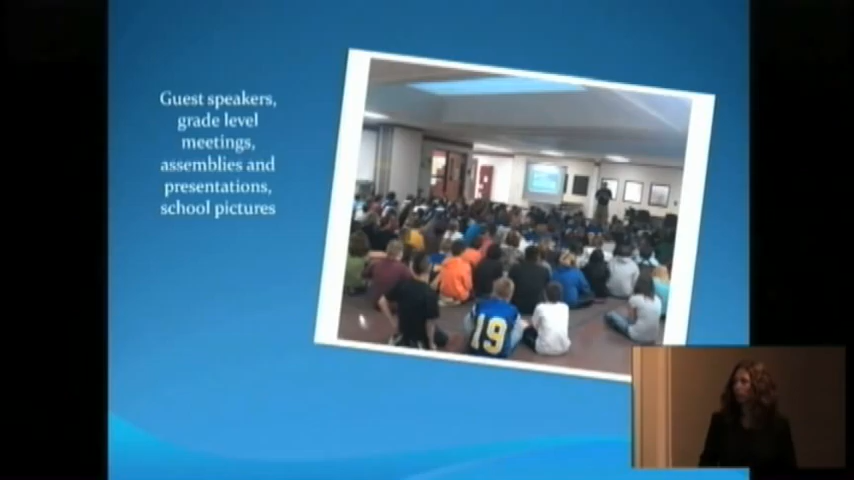 Guest speakers,
grade level
meetings,
assemblies and
presentations,
school pictures
19